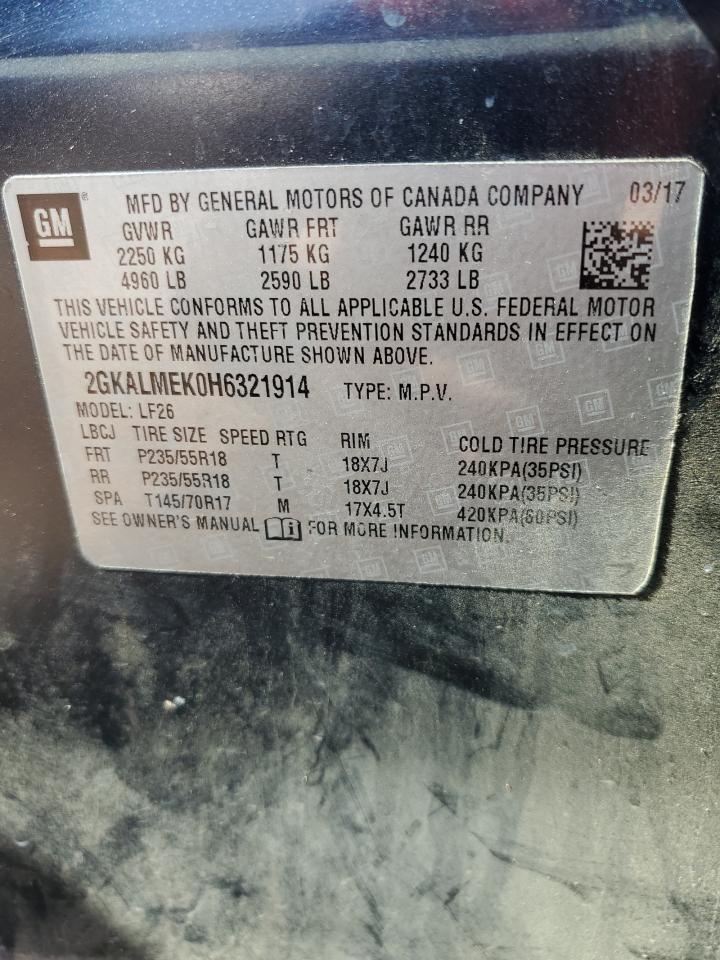 GM ® MFD BY GENERAL MOTORS OF CANADA COMPANY 03/17
GVWR GAWR FRT GAWR RR
2250 KG 1175 KG 1240 KG
4960 LB 2590 LB 2733 LB
THIS VEHICLE CONFORMS TO ALL APPLICABLE U.S. FEDERAL MOTOR
VEHICLE SAFETY AND THEFT PREVENTION STANDARDS IN EFFECT ON
THE DATE OF MANUFACTURE SHOWN ABOVE.
2GKALMEK0H6321914 TYPE: M.P.V.
MODEL: LF26
LBCJ TIRE SIZE SPEED RTG RIM COLD TIRE PRESSURE
FRT P235/55R18 T 18X7J 240KPA(35PSI)
RR P235/55R18 T 18X7J 240KPA(35PSI)
SPA T145/70R17 M 17X4.5T 420KPA(60PSI)
SEE OWNER'S MANUAL i FOR MORE INFORMATION.